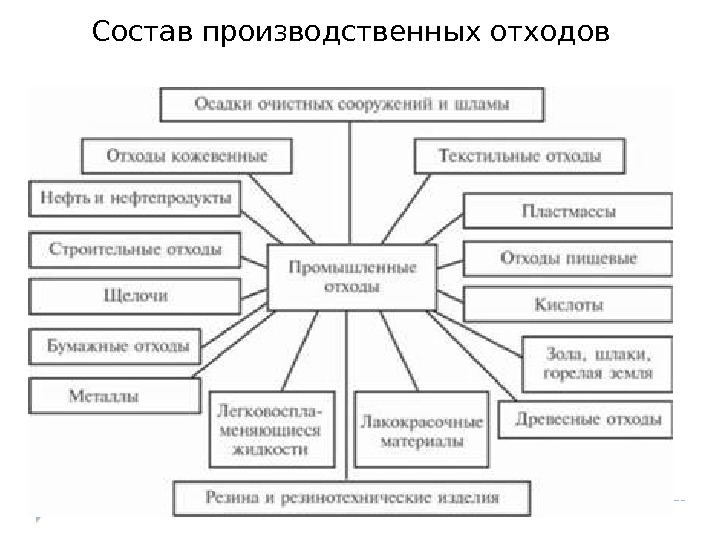 Состав производственных отходов
Осадки очистных сооружений и шламы
Отходы кожевенные
Текстильные отходы
Нефть и нефтепродукты
Пластмассы
Строительные отходы
Отходы пищевые
Промышленные
отходы
Щелочи
Кислоты
Бумажные отходы
Зола, шлаки,
горелая земля
Металлы
Легковоспла-
меняющиеся
жидкости
Лакокрасочные
материалы
Древесные отходы
Резина и резинотехнические изделия